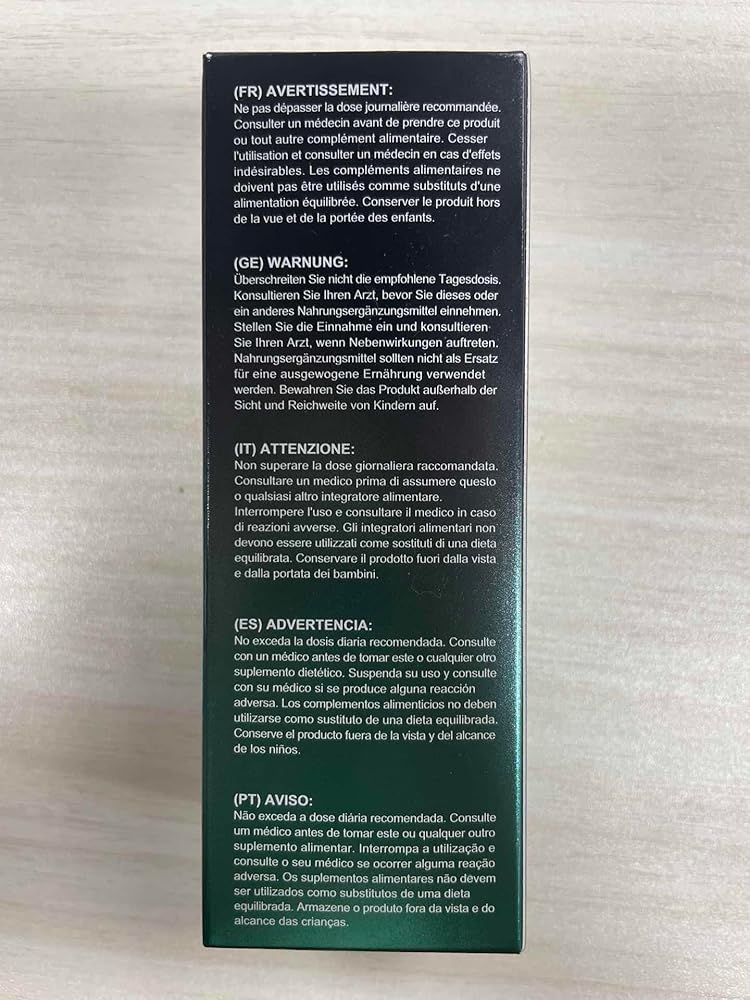 (FR) AVERTISSEMENT:
Ne pas dépasser la dose journalière recommandée.
Consulter un médecin avant de prendre ce produit
ou tout autre complément alimentaire. Cesser
l'utilisation et consulter un médecin en cas d'effets
indésirables. Les compléments alimentaires ne
doivent pas être utilisés comme substituts d'une
alimentation équilibrée. Conserver le produit hors
de la vue et de la portée des enfants.
(GE) WARNUNG:
Überschreiten Sie nicht die empfohlene Tagesdosis.
Konsultieren Sie Ihren Arzt, bevor Sie dieses oder
ein anderes Nahrungsergänzungsmittel einnehmen.
Stellen Sie die Einnahme ein und konsultieren
Sie Ihren Arzt, wenn Nebenwirkungen auftreten.
Nahrungsergänzungsmittel sollten nicht als Ersatz
für eine ausgewogene Ernährung verwendet
werden. Bewahren Sie das Produkt außerhalb der
Sicht und Reichweite von Kindern auf.
(IT) ATTENZIONE:
Non superare la dose giornaliera raccomandata.
Consultare un medico prima di assumere questo
o qualsiasi altro integratore alimentare.
Interrompere l'uso e consultare il medico in caso
di reazioni avverse. Gli integratori alimentari non
devono essere utilizzati come sostituti di una dieta
equilibrata. Conservare il prodotto fuori dalla vista
e dalla portata dei bambini.
(ES) ADVERTENCIA:
No exceda la dosis diaria recomendada. Consulte
con un médico antes de tomar este o cualquier otro
suplemento dietético. Suspenda su uso y consulte
con su médico si se produce alguna reacción
adversa. Los complementos alimenticios no deben
utilizarse como sustituto de una dieta equilibrada.
Conserve el producto fuera de la vista y del alcance
de los niños.
(PT) AVISO:
Não exceda a dose diária recomendada. Consulte
um médico antes de tomar este ou qualquer outro
suplemento alimentar. Interrompa a utilização e
consulte o seu médico se ocorrer alguma reação
adversa. Os suplementos alimentares não devem
ser utilizados como substitutos de uma dieta
equilibrada. Armazene o produto fora da vista e do
alcance das crianças.